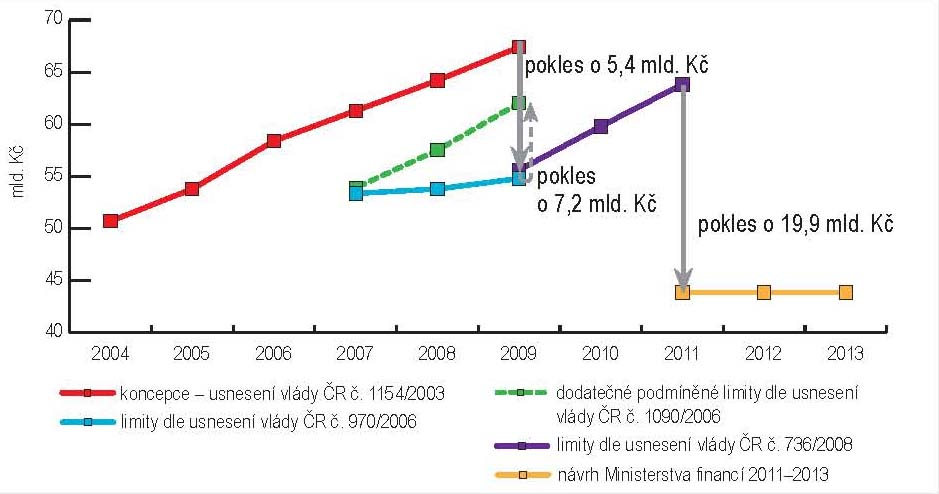 70
65
60
55
50
45
40
mld. Kč
pokles o 5,4 mld. Kč
pokles
o 7,2 mld. Kč
pokles o 19,9 mld. Kč
2004 2005 2006 2007 2008 2009 2010 2011 2012 2013
koncepce – usnesení vlády ČR č. 1154/2003
limity dle usnesení vlády ČR č. 970/2006
dodatečné podmíněné limity dle usnesení
vlády ČR č. 1090/2006
limity dle usnesení vlády ČR č. 736/2008
návrh Ministerstva financí 2011–2013